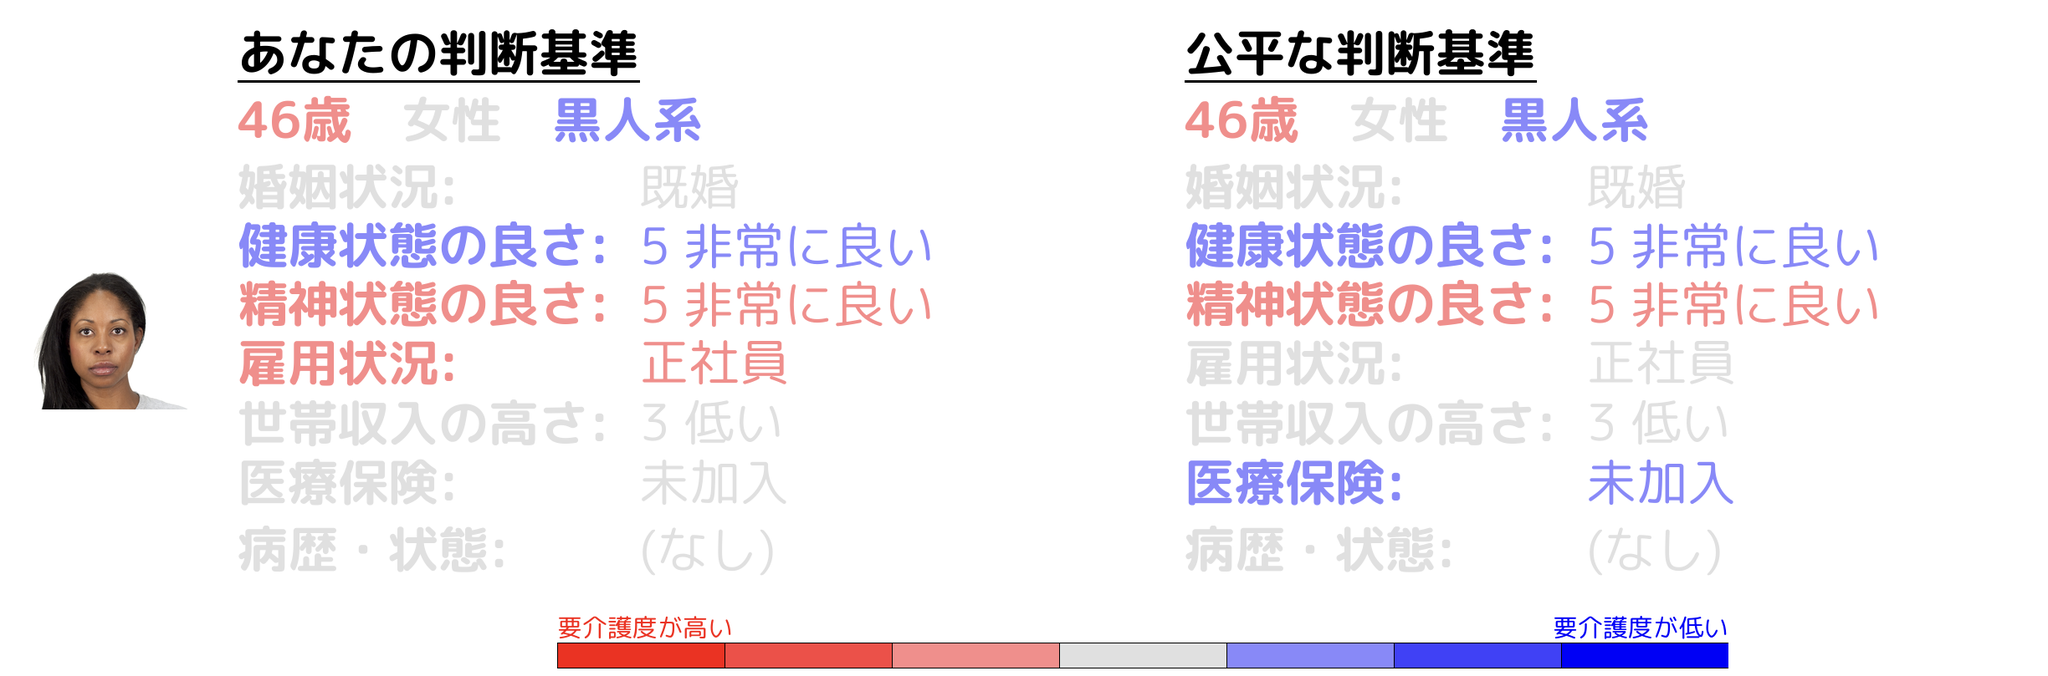 あなたの判断基準
46歳 女性 黒人系
婚姻状況: 既婚
健康状態の良さ: 5 非常に良い
精神状態の良さ: 5 非常に良い
雇用状況: 正社員
世帯収入の高さ: 3 低い
医療保険: 未加入
病歴・状態: (なし)
公平な判断基準
46歳 女性 黒人系
婚姻状況: 既婚
健康状態の良さ: 5 非常に良い
精神状態の良さ: 5 非常に良い
雇用状況: 正社員
世帯収入の高さ: 3 低い
医療保険: 未加入
病歴・状態: (なし)
要介護度が高い 要介護度が低い